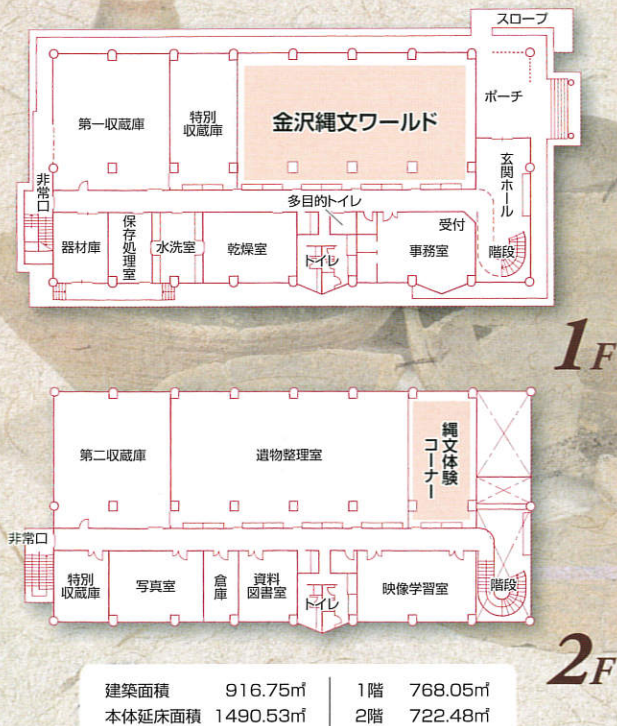 スロープ
ポーチ
第一収蔵庫
特別
収蔵庫
金沢縄文ワールド
玄関ホール
非常口
多目的トイレ
受付
器材庫
保存処理室
水洗室
乾燥室
トイレ
事務室
階段
1F
第二収蔵庫
遺物整理室
縄文体験
コーナー
非常口
特別
収蔵庫
写真室
倉庫
資料
図書室
トイレ
映像学習室
階段
2F
建築面積 916.75㎡ 1階 768.05㎡
本体延床面積 1490.53㎡ 2階 722.48㎡